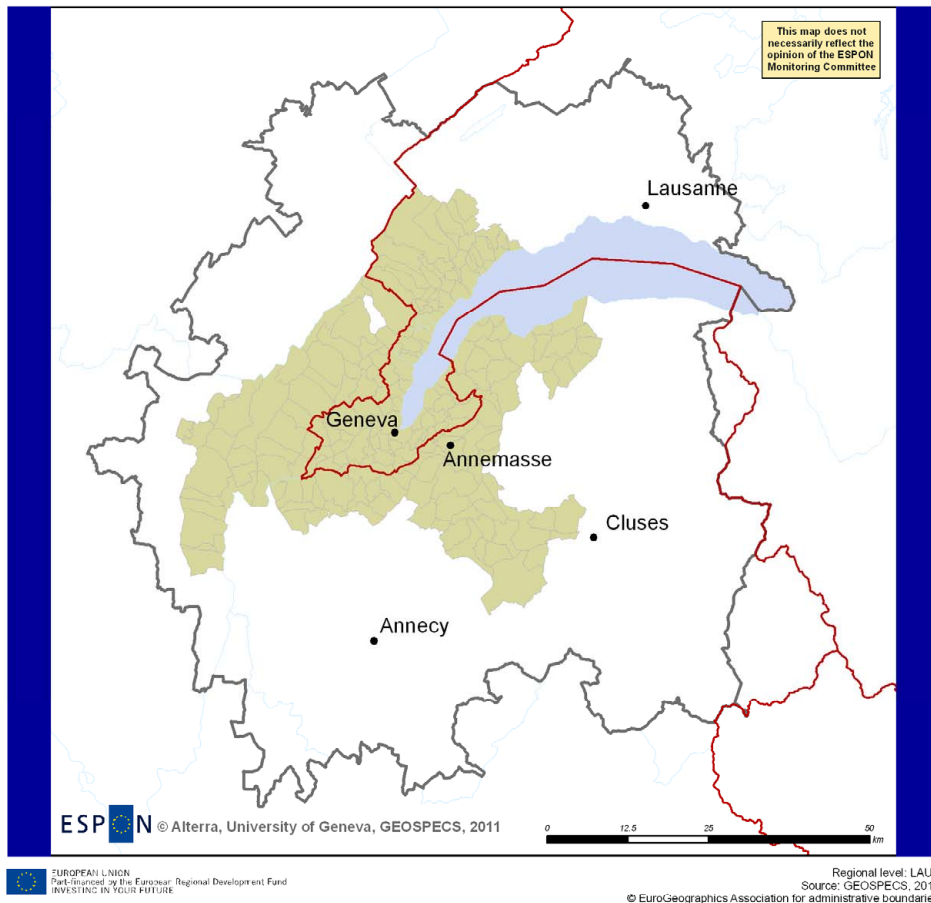 This map does not
necessarily reflect the
opinion of the ESPON
Monitoring Committee
Lausanne
Geneva
Annemasse
Cluses
Annecy
ESPON © Alterra, University of Geneva, GEOSPECS, 2011
0 12.5 25 50
km
EUROPEAN UNION
Part-financed by the European Regional Development Fund
INVESTING IN YOUR FUTURE
Regional level: LAU
Source: GEOSPECS, 201
© EuroGeographics Association for administrative boundarie